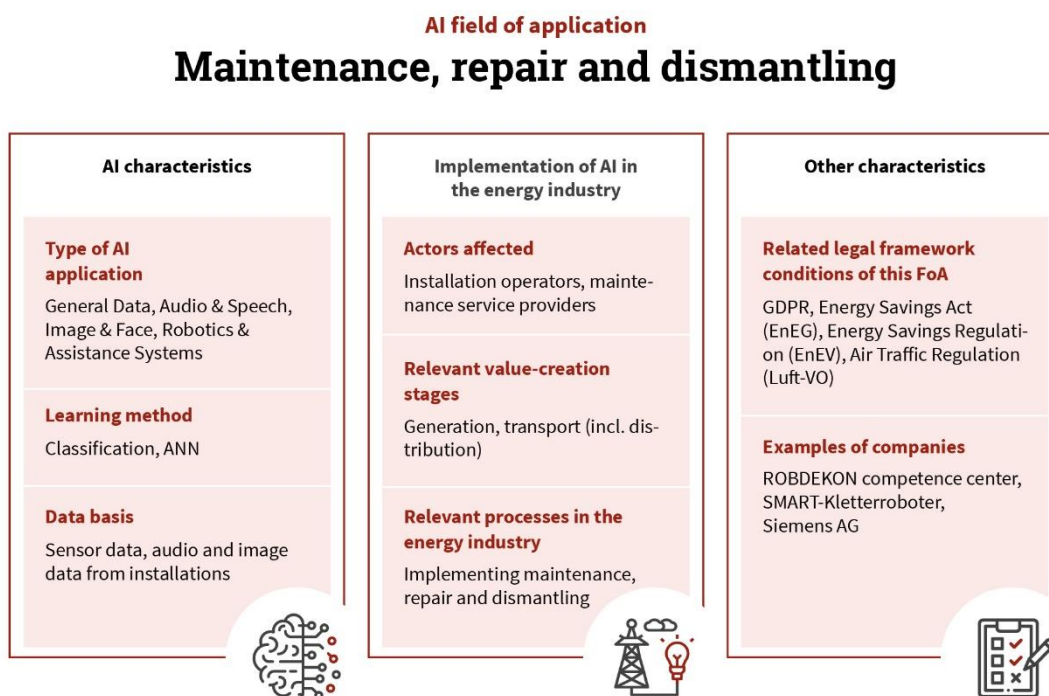 AI field of application
Maintenance, repair and dismantling
AI characteristics
Type of AI
application
General Data, Audio & Speech,
Image & Face, Robotics &
Assistance Systems
Learning method
Classification, ANN
Data basis
Sensor data, audio and image
data from installations
Implementation of AI in
the energy industry
Actors affected
Installation operators, mainte-
nance service providers
Relevant value-creation
stages
Generation, transport (incl. dis-
tribution)
Relevant processes in the
energy industry
Implementing maintenance,
repair and dismantling
Other characteristics
Related legal framework
conditions of this FoA
GDPR, Energy Savings Act
(EnEG), Energy Savings Regulati-
on (EnEV), Air Traffic Regulation
(Luft-VO)
Examples of companies
ROBDEKON competence center,
SMART-Kletterroboter,
Siemens AG